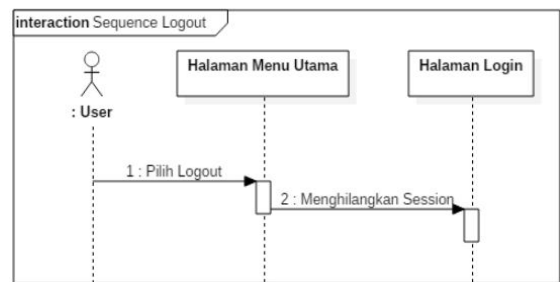 interaction Sequence Logout
Halaman Menu Utama
Halaman Login
: User
1 : Pilih Logout
2 : Menghilangkan Session